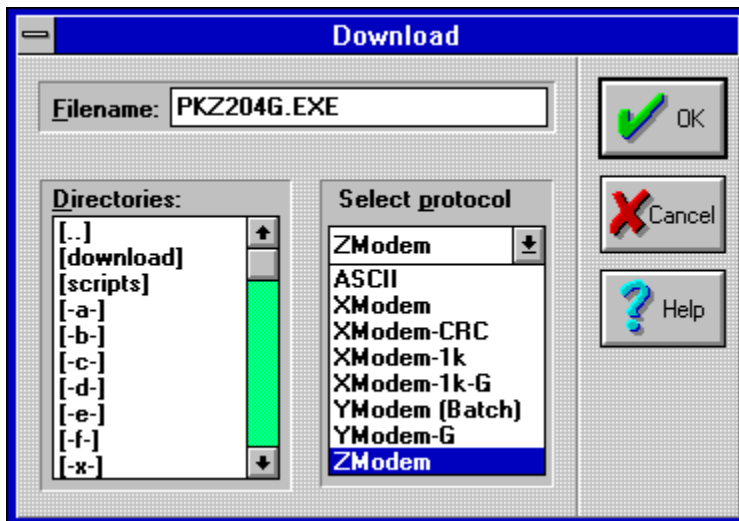 Download
Filename: PKZ204G.EXE
OK
Cancel
Help
Directories:
[..]
[download]
[scripts]
[-a-]
[-b-]
[-c-]
[-d-]
[-e-]
[-f-]
[-x-]
Select protocol
ZModem
ASCII
XModem
XModem-CRC
XModem-1k
XModem-1k-G
YModem (Batch)
YModem-G
ZModem